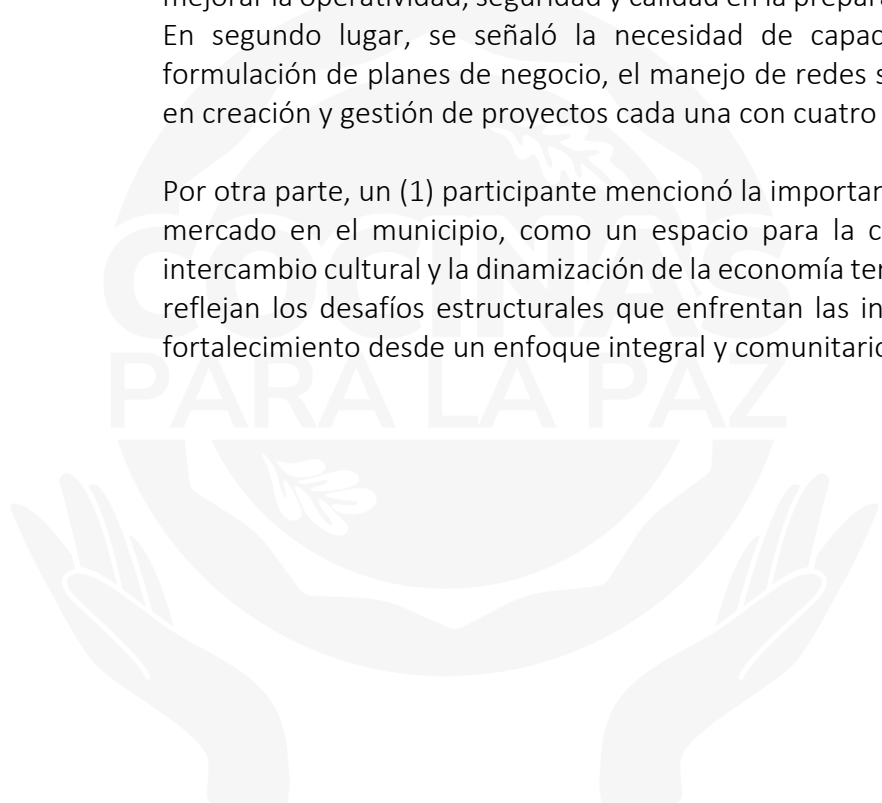 mejorar la operatividad, seguridad y calidad en la prepara
En segundo lugar, se señaló la necesidad de capac
formulación de planes de negocio, el manejo de redes s
en creación y gestión de proyectos cada una con cuatro
Por otra parte, un (1) participante mencionó la importan
mercado en el municipio, como un espacio para la c
intercambio cultural y la dinamización de la economía ter
reflejan los desafíos estructurales que enfrentan las in
fortalecimiento desde un enfoque integral y comunitario
COCINAS
PARA LA PAZ